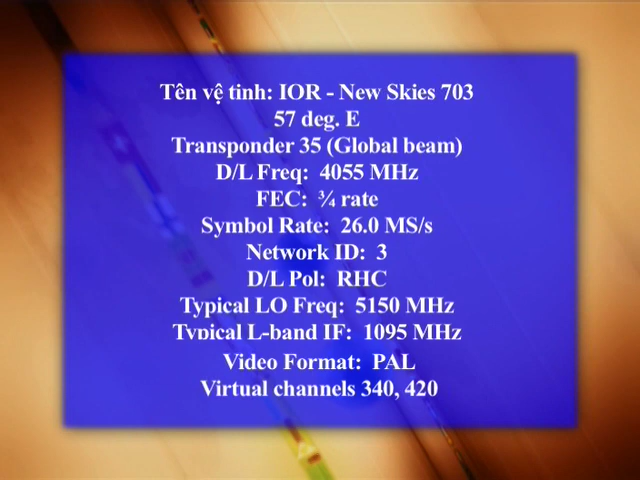 Tên vệ tinh: IOR - New Skies 703
57 deg. E
Transponder 35 (Global beam)
D/L Freq:  4055 MHz
FEC:  ¾ rate
Symbol Rate:  26.0 MS/s
Network ID:  3
D/L Pol:  RHC
Typical LO Freq:  5150 MHz
Typical L-band IF:  1095 MHz
Video Format:  PAL
Virtual channels 340, 420